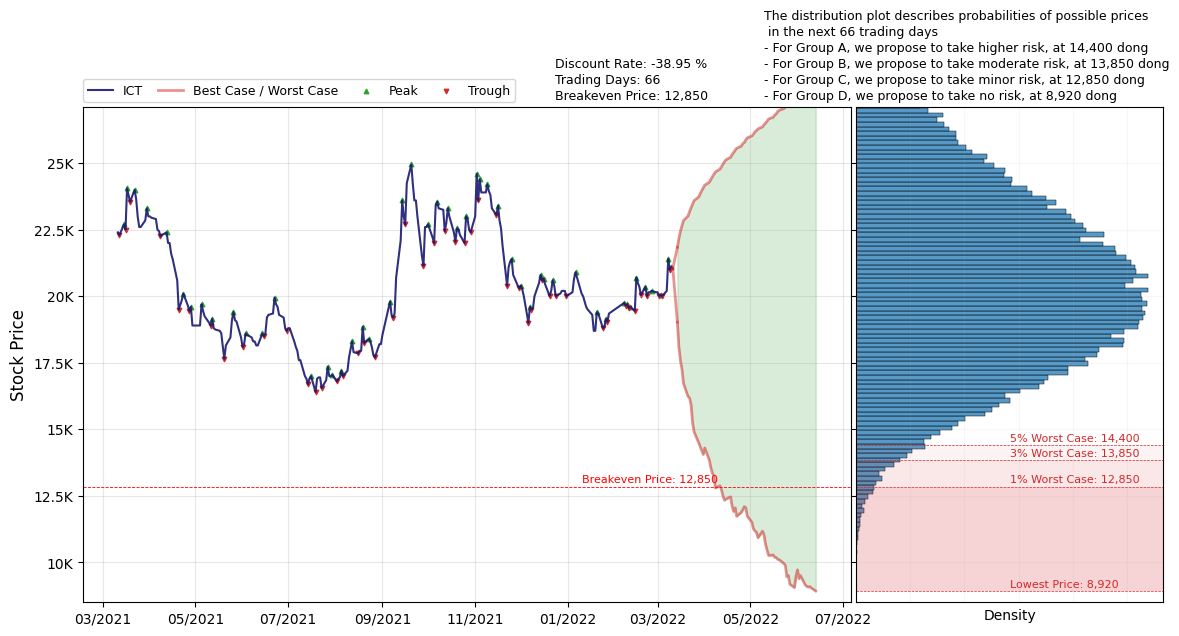 The distribution plot describes probabilities of possible prices
in the next 66 trading days
- For Group A, we propose to take higher risk, at 14,400 dong
- For Group B, we propose to take moderate risk, at 13,850 dong
- For Group C, we propose to take minor risk, at 12,850 dong
- For Group D, we propose to take no risk, at 8,920 dong
Discount Rate: -38.95 %
Trading Days: 66
Breakeven Price: 12,850
ICT Best Case / Worst Case Peak Trough
Stock Price
25K
22.5K
20K
17.5K
15K
12.5K
10K
Breakeven Price: 12,850
5% Worst Case: 14,400
3% Worst Case: 13,850
1% Worst Case: 12,850
Lowest Price: 8,920
03/2021 05/2021 07/2021 09/2021 11/2021 01/2022 03/2022 05/2022 07/2022
Density